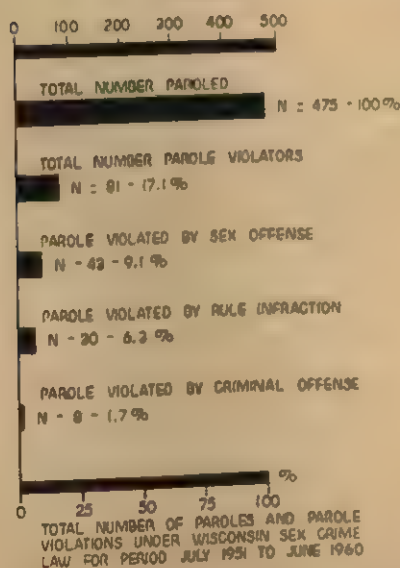 0 100 200 300 400 500
TOTAL NUMBER PAROLED
N = 475 - 100%
TOTAL NUMBER PAROLE VIOLATORS
N = 81 - 17.1%
PAROLE VIOLATED BY SEX OFFENSE
N - 43 - 9.1%
PAROLE VIOLATED BY RULE INFRACTION
N - 30 - 6.3%
PAROLE VIOLATED BY CRIMINAL OFFENSE
N - 8 - 1.7%
%
0 25 50 75 100
TOTAL NUMBER OF PAROLES AND PAROLE
VIOLATIONS UNDER WISCONSIN SEX CRIME
LAW FOR PERIOD JULY 1951 TO JUNE 1960